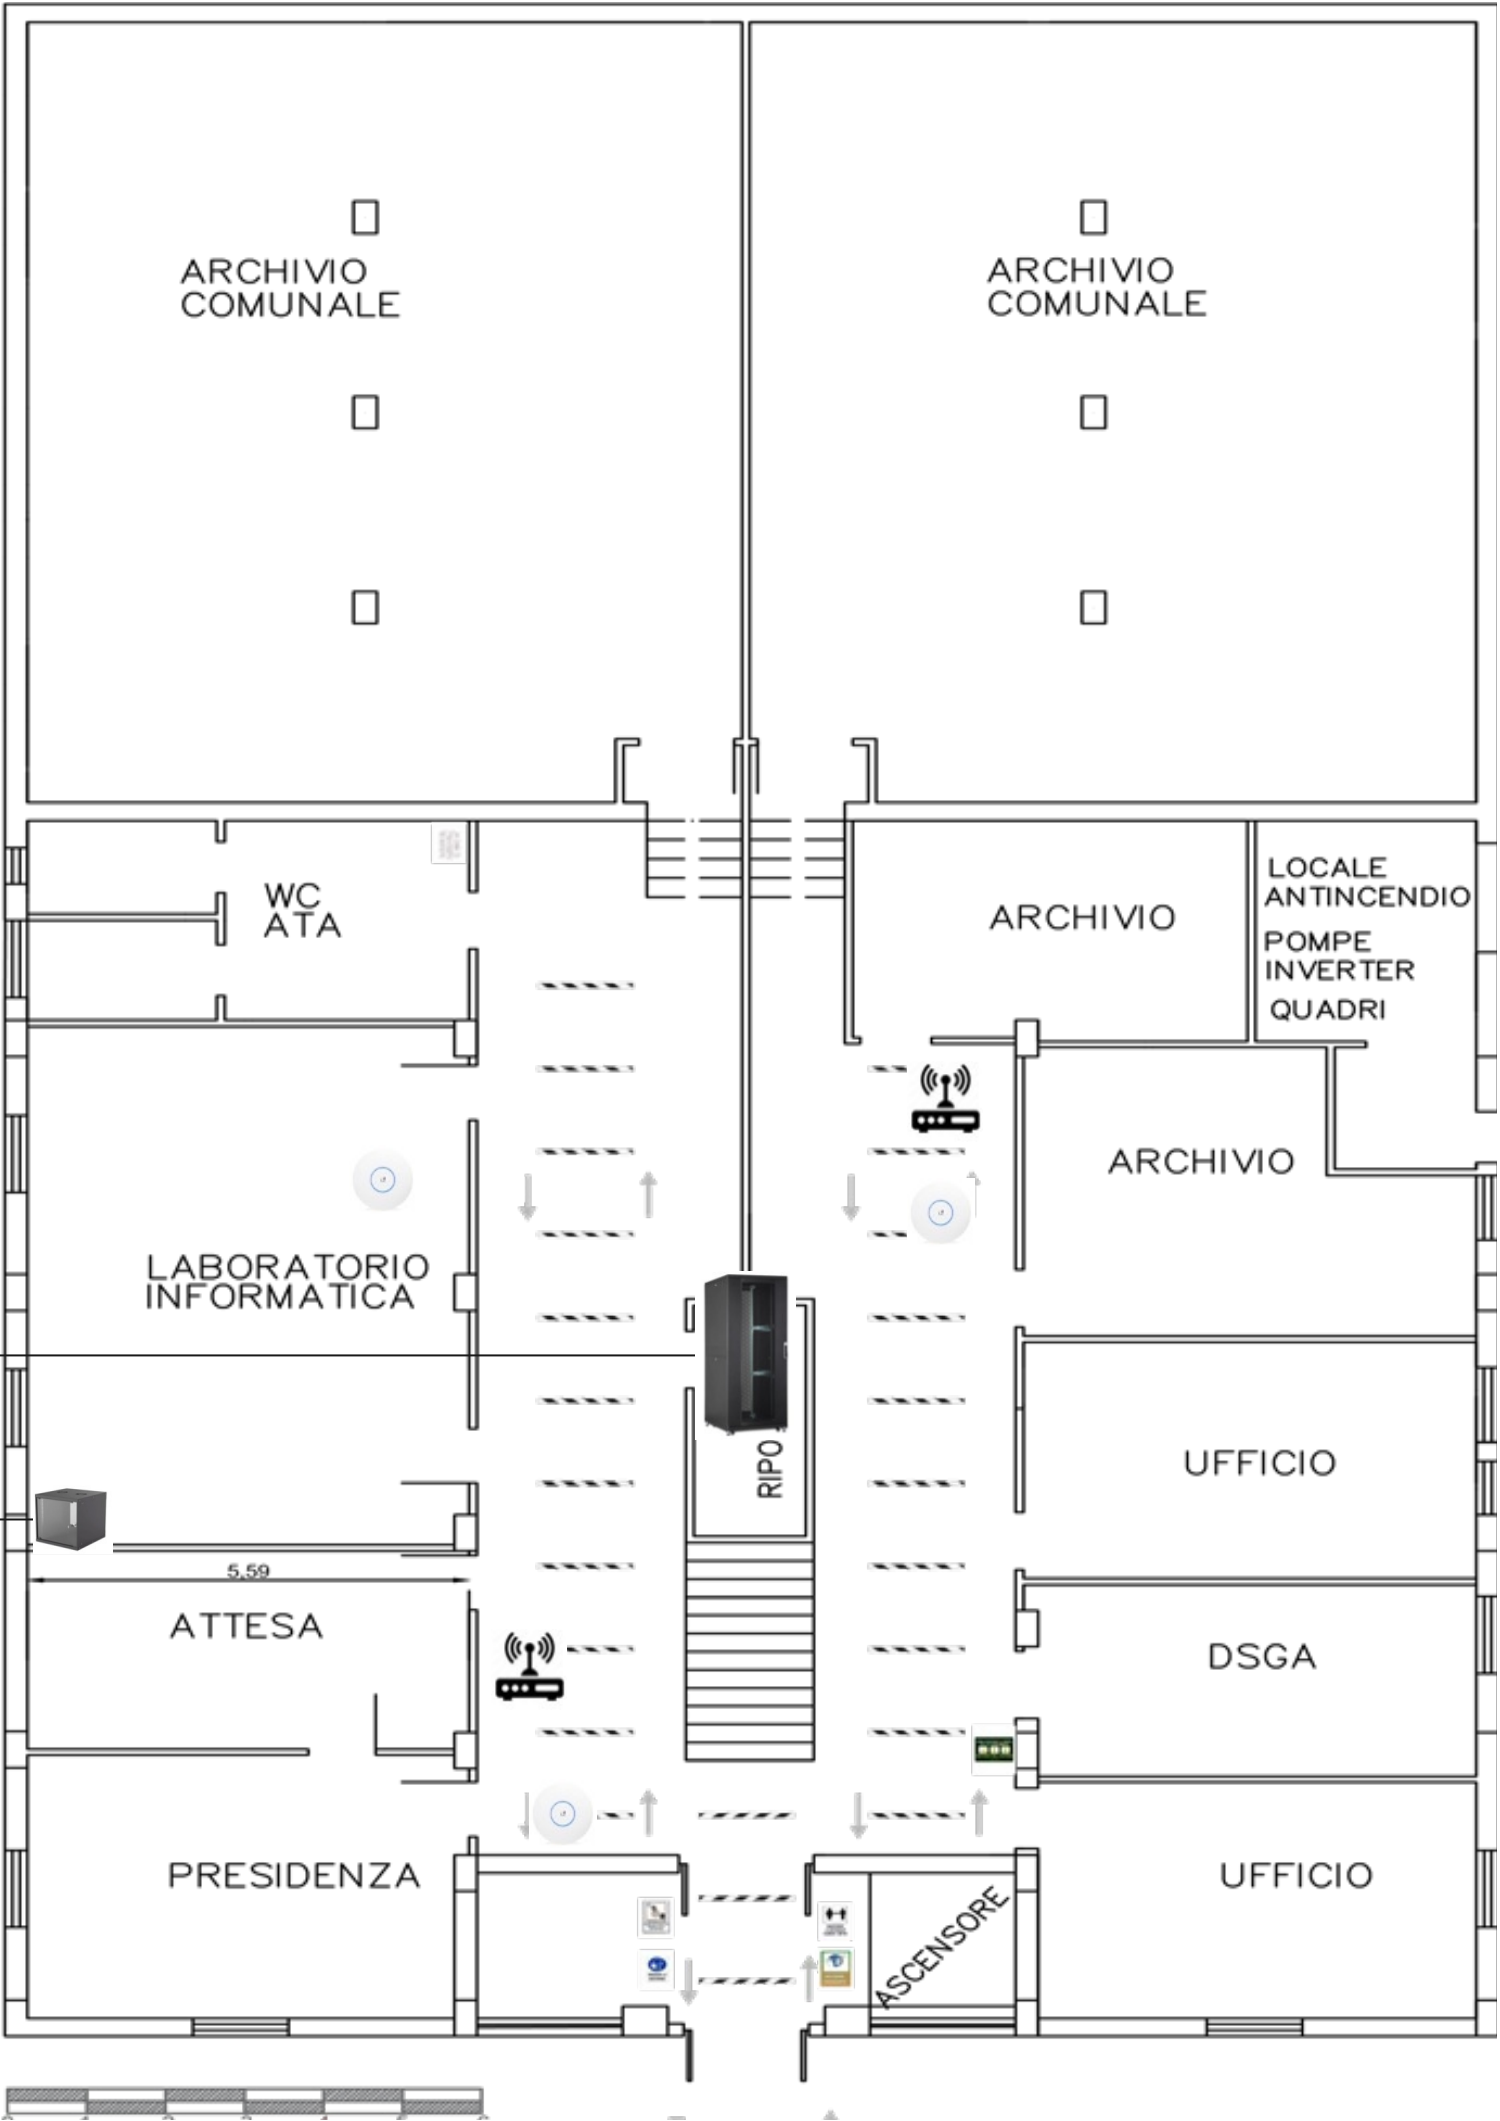 ARCHIVIO
COMUNALE
ARCHIVIO
COMUNALE
WC
ATA
ARCHIVIO
LOCALE
ANTINCENDIO
POMPE
INVERTER
QUADRI
ARCHIVIO
LABORATORIO
INFORMATICA
RIPO
UFFICIO
5,59
ATTESA
DSGA
PRESIDENZA
ASCENSORE
UFFICIO